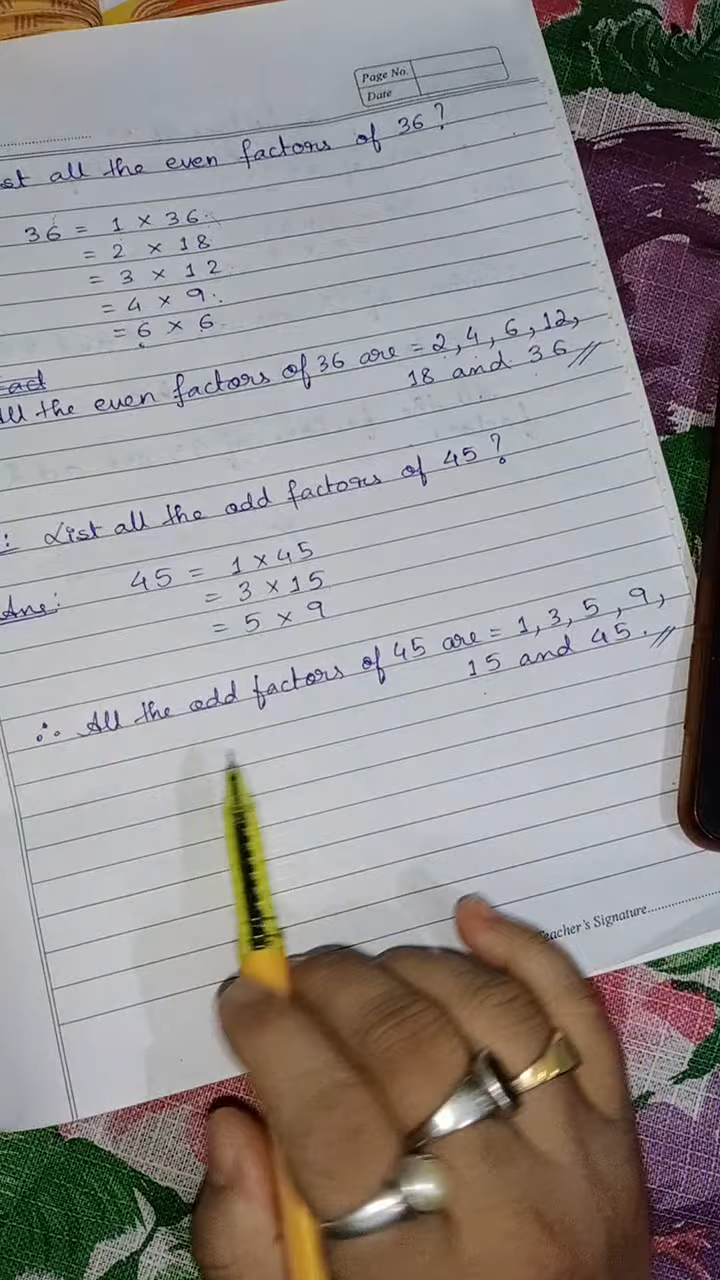 Page No.
Date
st all the even factors of 36?
36 = 1 × 36.
= 2 × 18
= 3 × 12
= 4 × 9.
= 6 × 6
All the even factors of 36 are = 2, 4, 6, 12,
18 and 36 //
: List all the odd factors of 45?
Ans: 45 = 1 × 45
= 3 × 15
= 5 × 9
∴ All the odd factors of 45 are = 1, 3, 5, 9,
15 and 45. //
Teacher's Signature